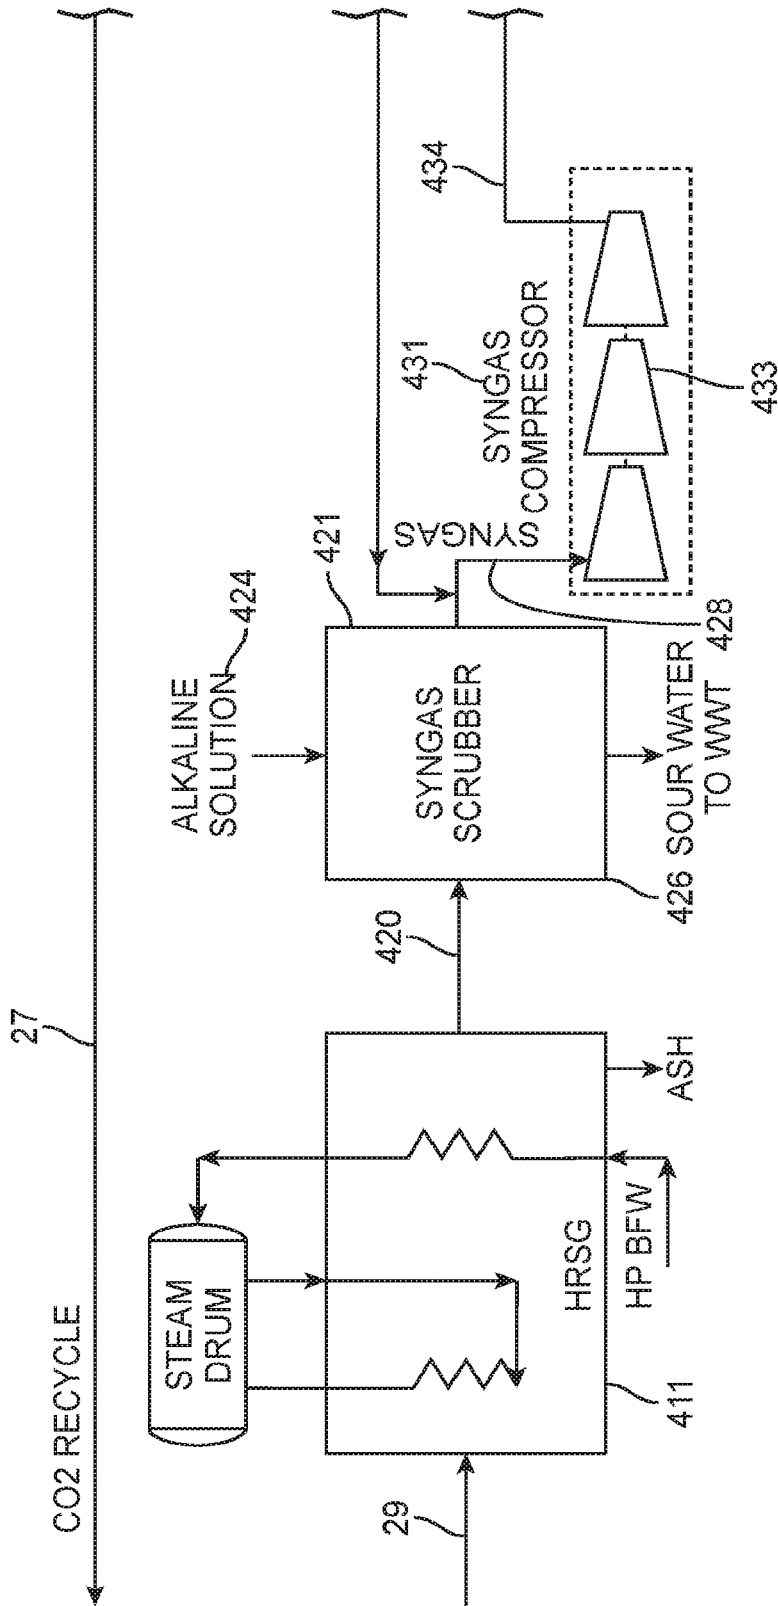 CO2 RECYCLE
27
STEAM
DRUM
29
HRSG
HP BFW
411
ASH
420
ALKALINE
SOLUTION
424
421
SYNGAS
SCRUBBER
426
SOUR WATER
TO WWT
SYNGAS
428
431
SYNGAS
COMPRESSOR
433
434